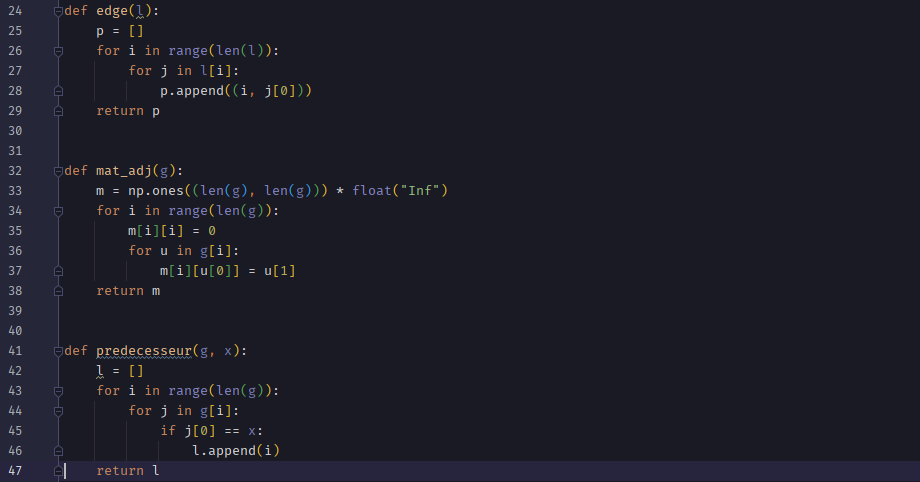 24 def edge(l):
25     p = []
26     for i in range(len(l)):
27         for j in l[i]:
28             p.append((i, j[0]))
29     return p
30
31
32 def mat_adj(g):
33     m = np.ones((len(g), len(g))) * float("Inf")
34     for i in range(len(g)):
35         m[i][i] = 0
36         for u in g[i]:
37             m[i][u[0]] = u[1]
38     return m
39
40
41 def predecesseur(g, x):
42     l = []
43     for i in range(len(g)):
44         for j in g[i]:
45             if j[0] == x:
46                 l.append(i)
47     return l